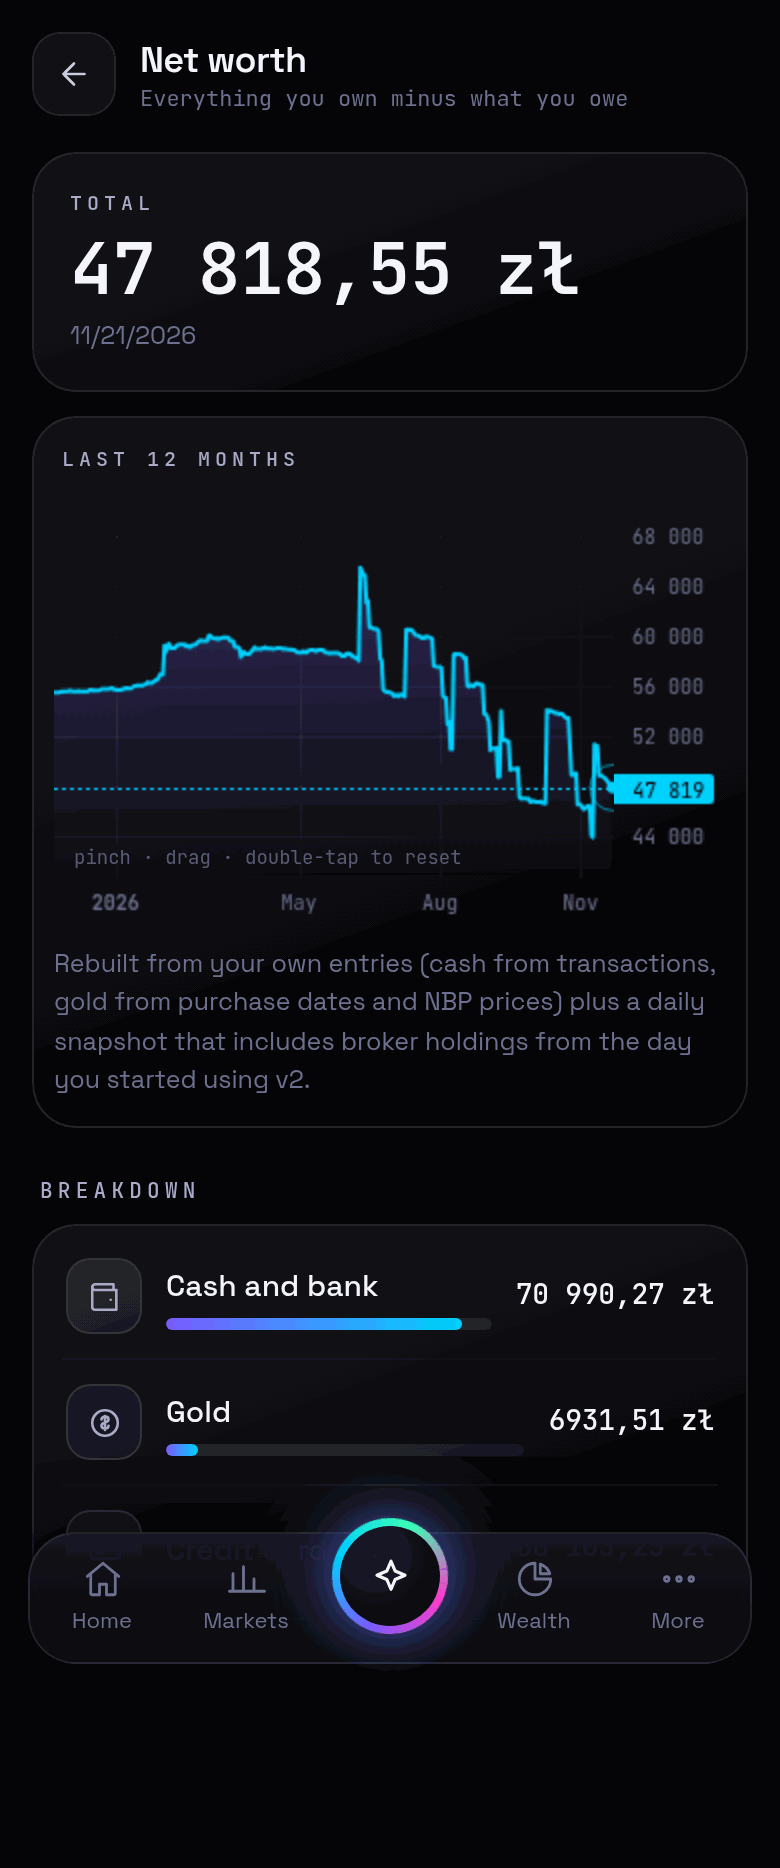 Net worth
Everything you own minus what you owe
TOTAL
47 818,55 zł
11/21/2026
LAST 12 MONTHS
68 000
64 000
60 000
56 000
52 000
47 819
44 000
pinch · drag · double-tap to reset
2026 May Aug Nov
Rebuilt from your own entries (cash from transactions,
gold from purchase dates and NBP prices) plus a daily
snapshot that includes broker holdings from the day
you started using v2.
BREAKDOWN
Cash and bank 70 990,27 zł
Gold 6931,51 zł
Credit
Home Markets Wealth More